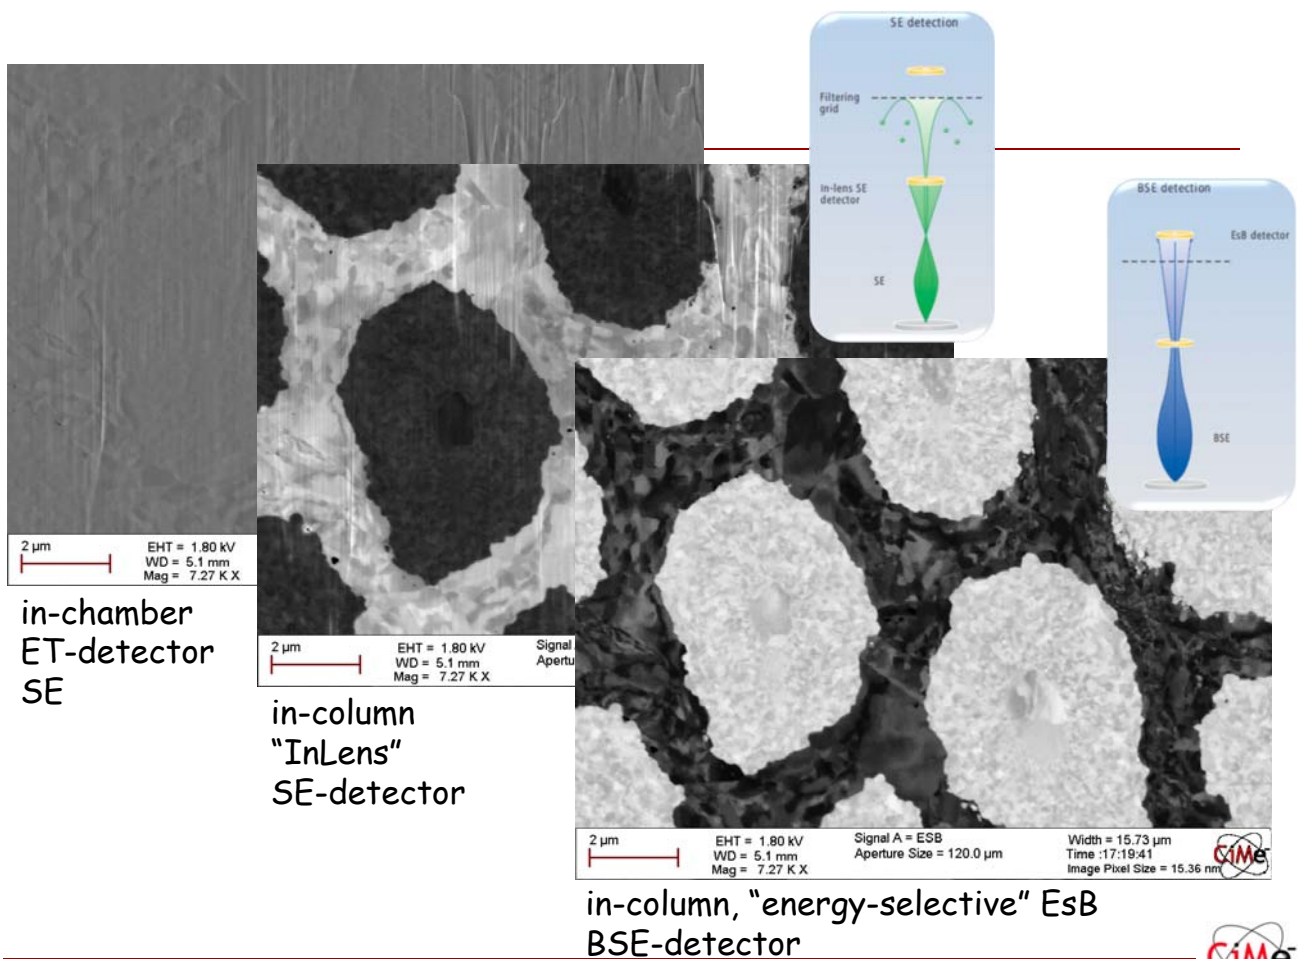 SE detection
Filtering
grid
In-lens SE
detector
SE
BSE detection
EsB detector
BSE
2 µm
EHT = 1.80 kV
WD = 5.1 mm
Mag = 7.27 K X
in-chamber
ET-detector
SE
2 µm
EHT = 1.80 kV
WD = 5.1 mm
Mag = 7.27 K X
Signal
Apertu
in-column
“InLens”
SE-detector
2 µm
EHT = 1.80 kV
WD = 5.1 mm
Mag = 7.27 K X
Signal A = ESB
Aperture Size = 120.0 µm
Width = 15.73 µm
Time :17:19:41
Image Pixel Size = 15.36 nm
CiMe
in-column, “energy-selective” EsB
BSE-detector
CiMe